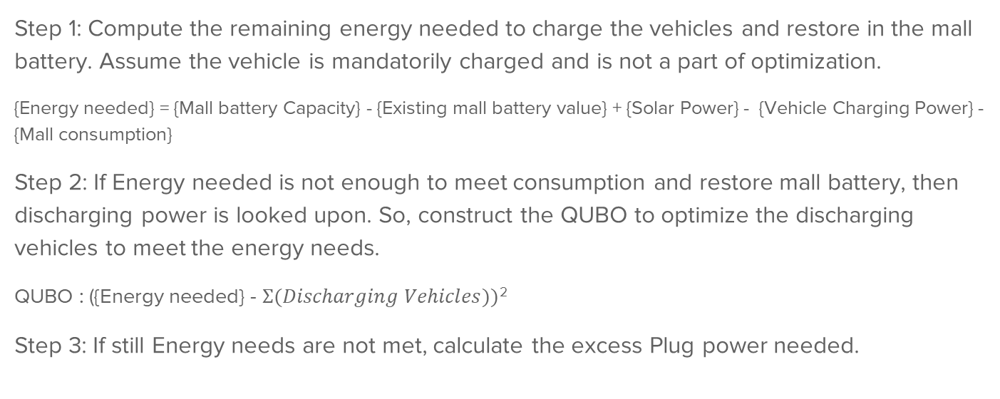 Step 1: Compute the remaining energy needed to charge the vehicles and restore in the mall
battery. Assume the vehicle is mandatorily charged and is not a part of optimization.
{Energy needed} = {Mall battery Capacity} - {Existing mall battery value} + {Solar Power} - {Vehicle Charging Power} -
{Mall consumption}
Step 2: If Energy needed is not enough to meet consumption and restore mall battery, then
discharging power is looked upon. So, construct the QUBO to optimize the discharging
vehicles to meet the energy needs.
QUBO : ({Energy needed} - Σ(Discharging Vehicles))²
Step 3: If still Energy needs are not met, calculate the excess Plug power needed.